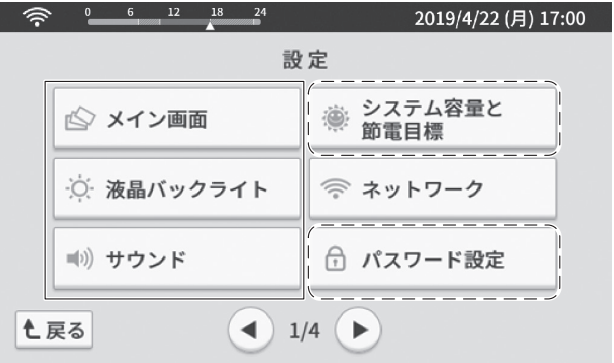 0 6 12 18 24
2019/4/22 (月) 17:00
設定
メイン画面
システム容量と
節電目標
液晶バックライト
ネットワーク
サウンド
パスワード設定
戻る
1/4